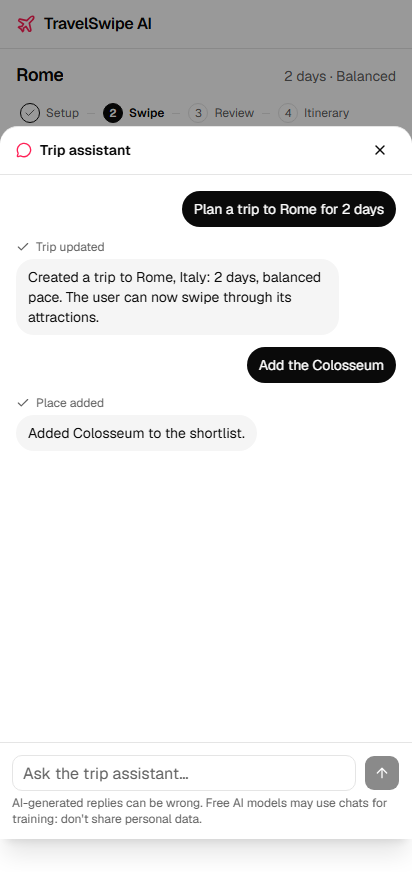 TravelSwipe AI
Rome
2 days · Balanced
Setup
2 Swipe
3 Review
4 Itinerary
Trip assistant
Plan a trip to Rome for 2 days
Trip updated
Created a trip to Rome, Italy: 2 days, balanced
pace. The user can now swipe through its
attractions.
Add the Colosseum
Place added
Added Colosseum to the shortlist.
Ask the trip assistant…
AI-generated replies can be wrong. Free AI models may use chats for
training: don't share personal data.